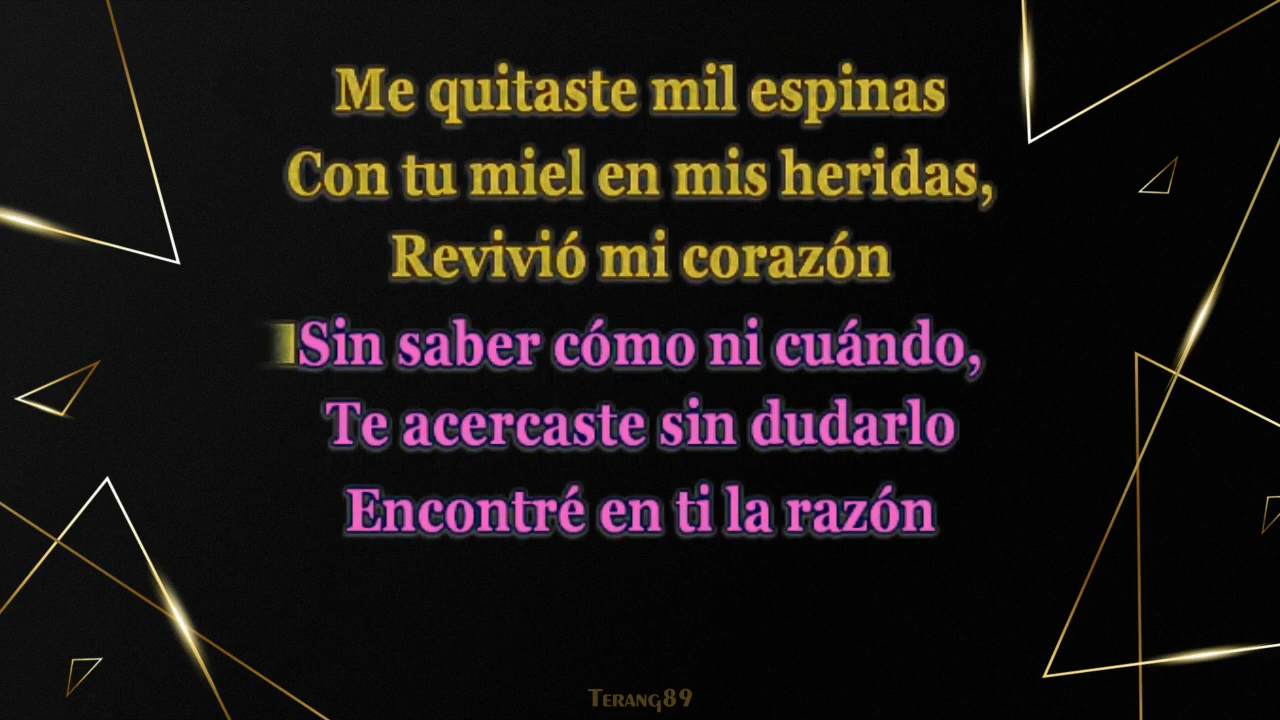 Me quitaste mil espinas
Con tu miel en mis heridas,
Revivió mi corazón
Sin saber cómo ni cuándo,
Te acercaste sin dudarlo
Encontré en ti la razón
Terang89